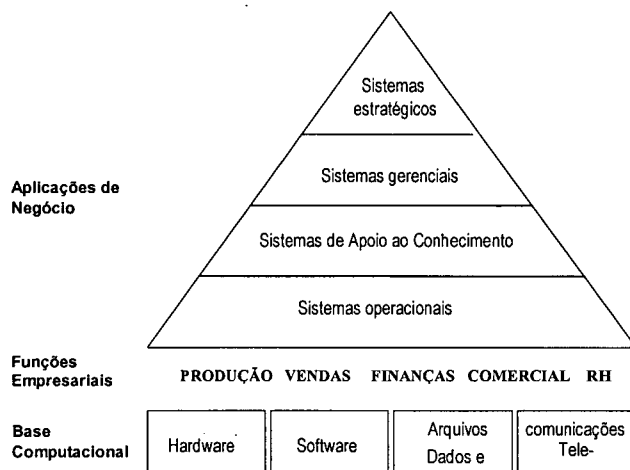 Sistemas
estratégicos
Aplicações de
Negócio
Sistemas gerenciais
Sistemas de Apoio ao Conhecimento
Sistemas operacionais
Funções
Empresariais
PRODUÇÃO VENDAS FINANÇAS COMERCIAL RH
Base
Computacional
Hardware
Software
Arquivos
Dados e
comunicações
Tele-